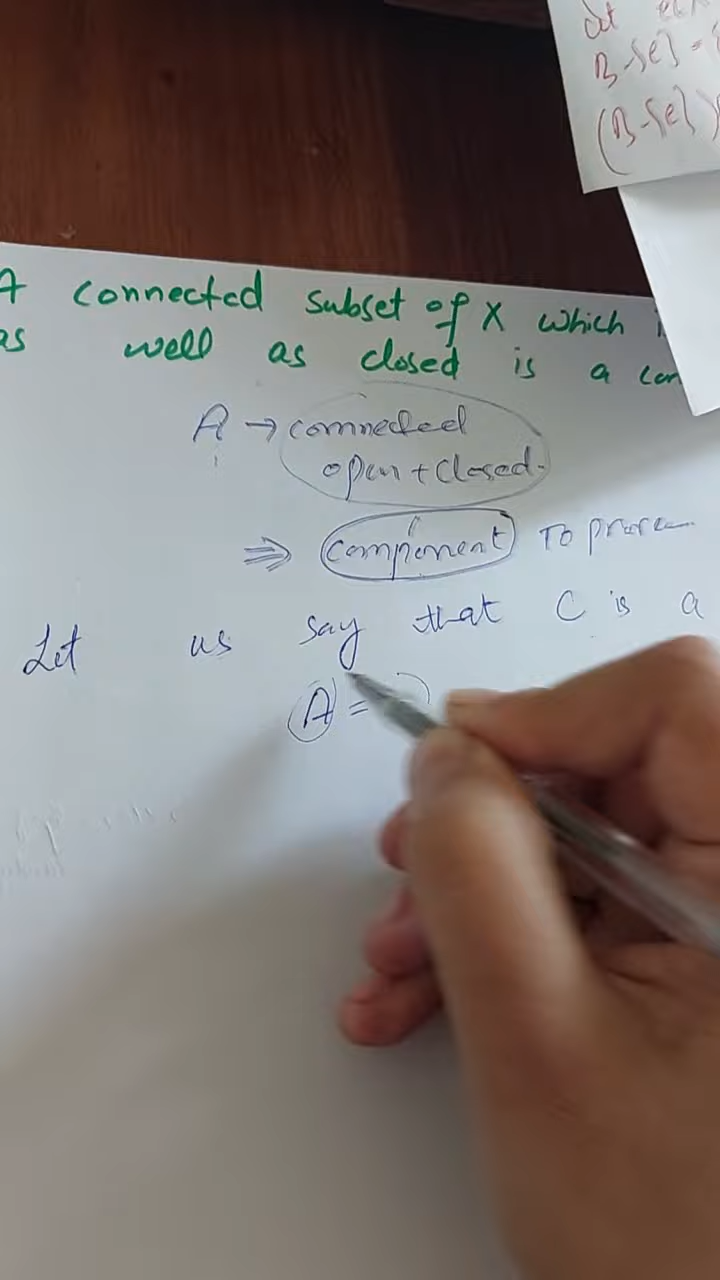 B-{e} =
(B-{e})
A connected subset of X which
as well as closed is a
A → connected
open + closed.
⇒ component To prove
Let us say that C is a
A =